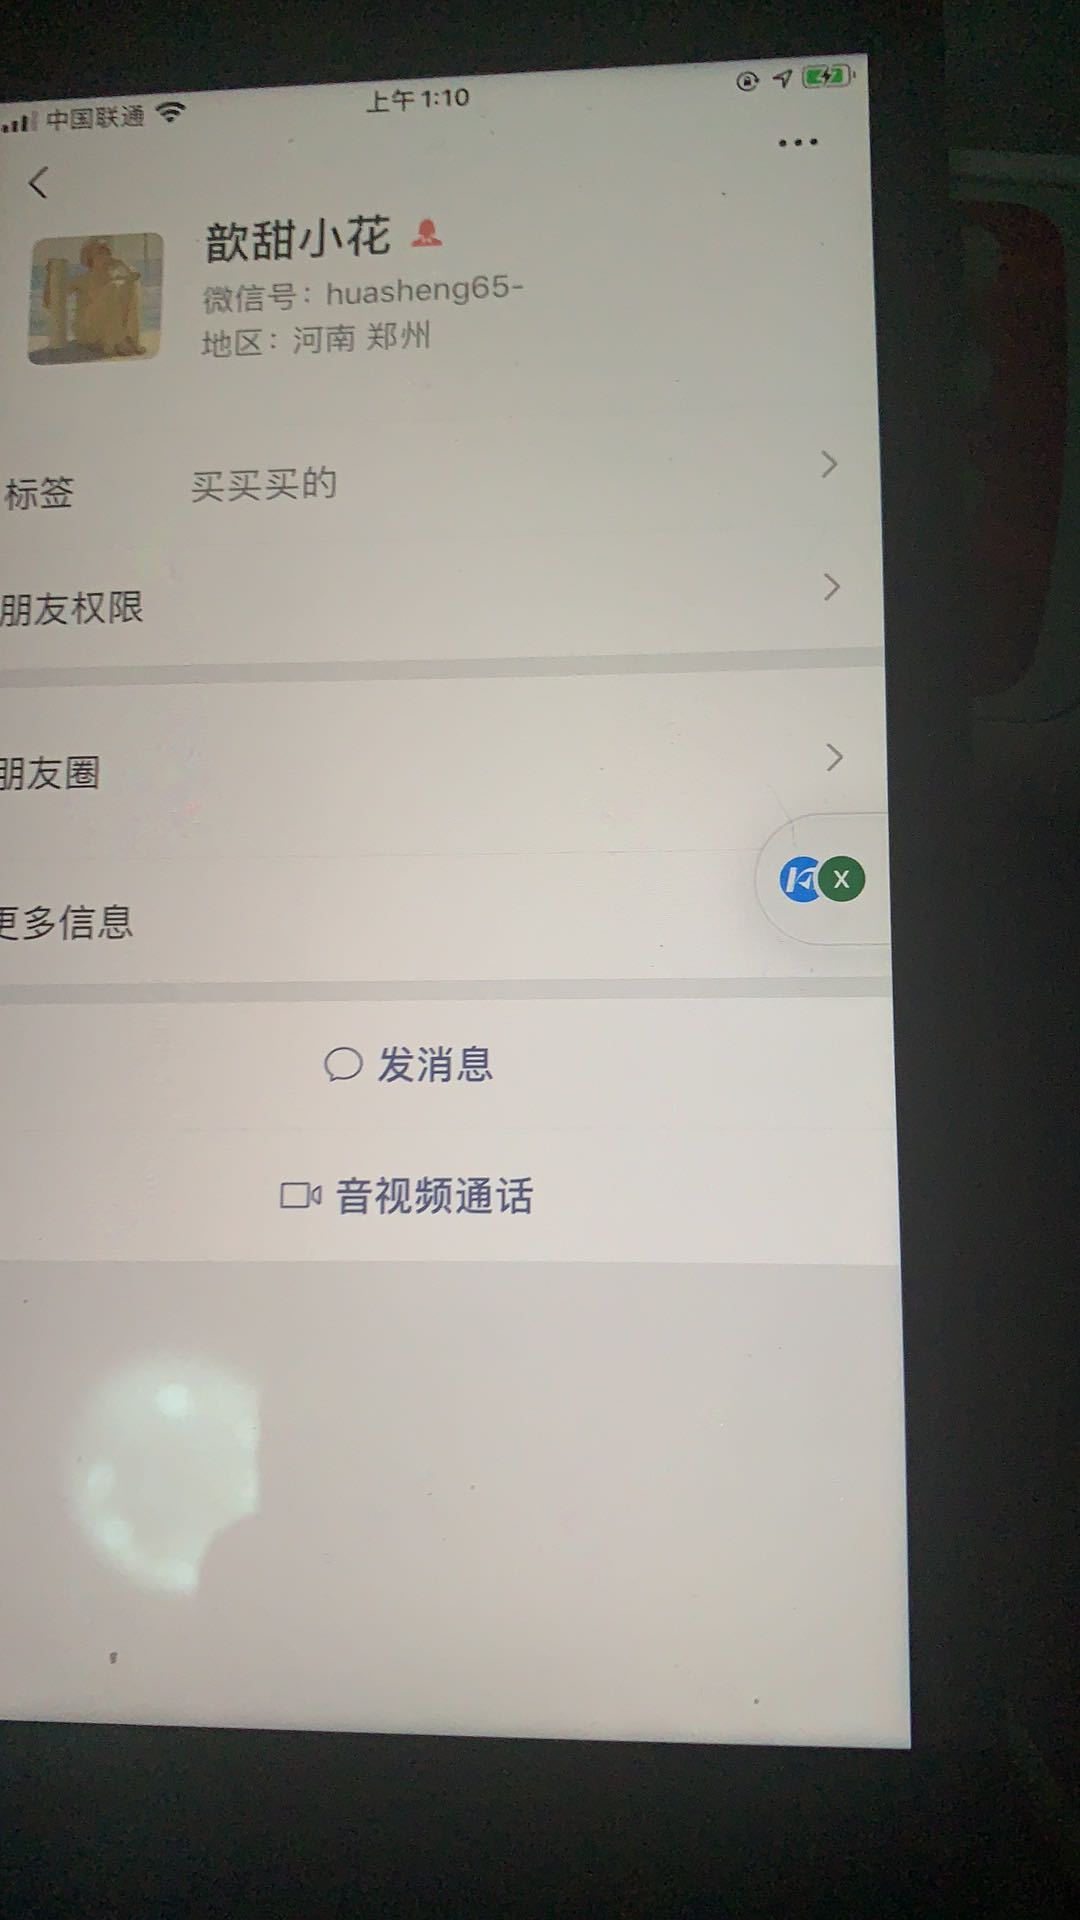 中国联通
上午1:10
歆甜小花
微信号：huasheng65-
地区：河南 郑州
标签 买买买的
朋友权限
朋友圈
更多信息
X
发消息
音视频通话